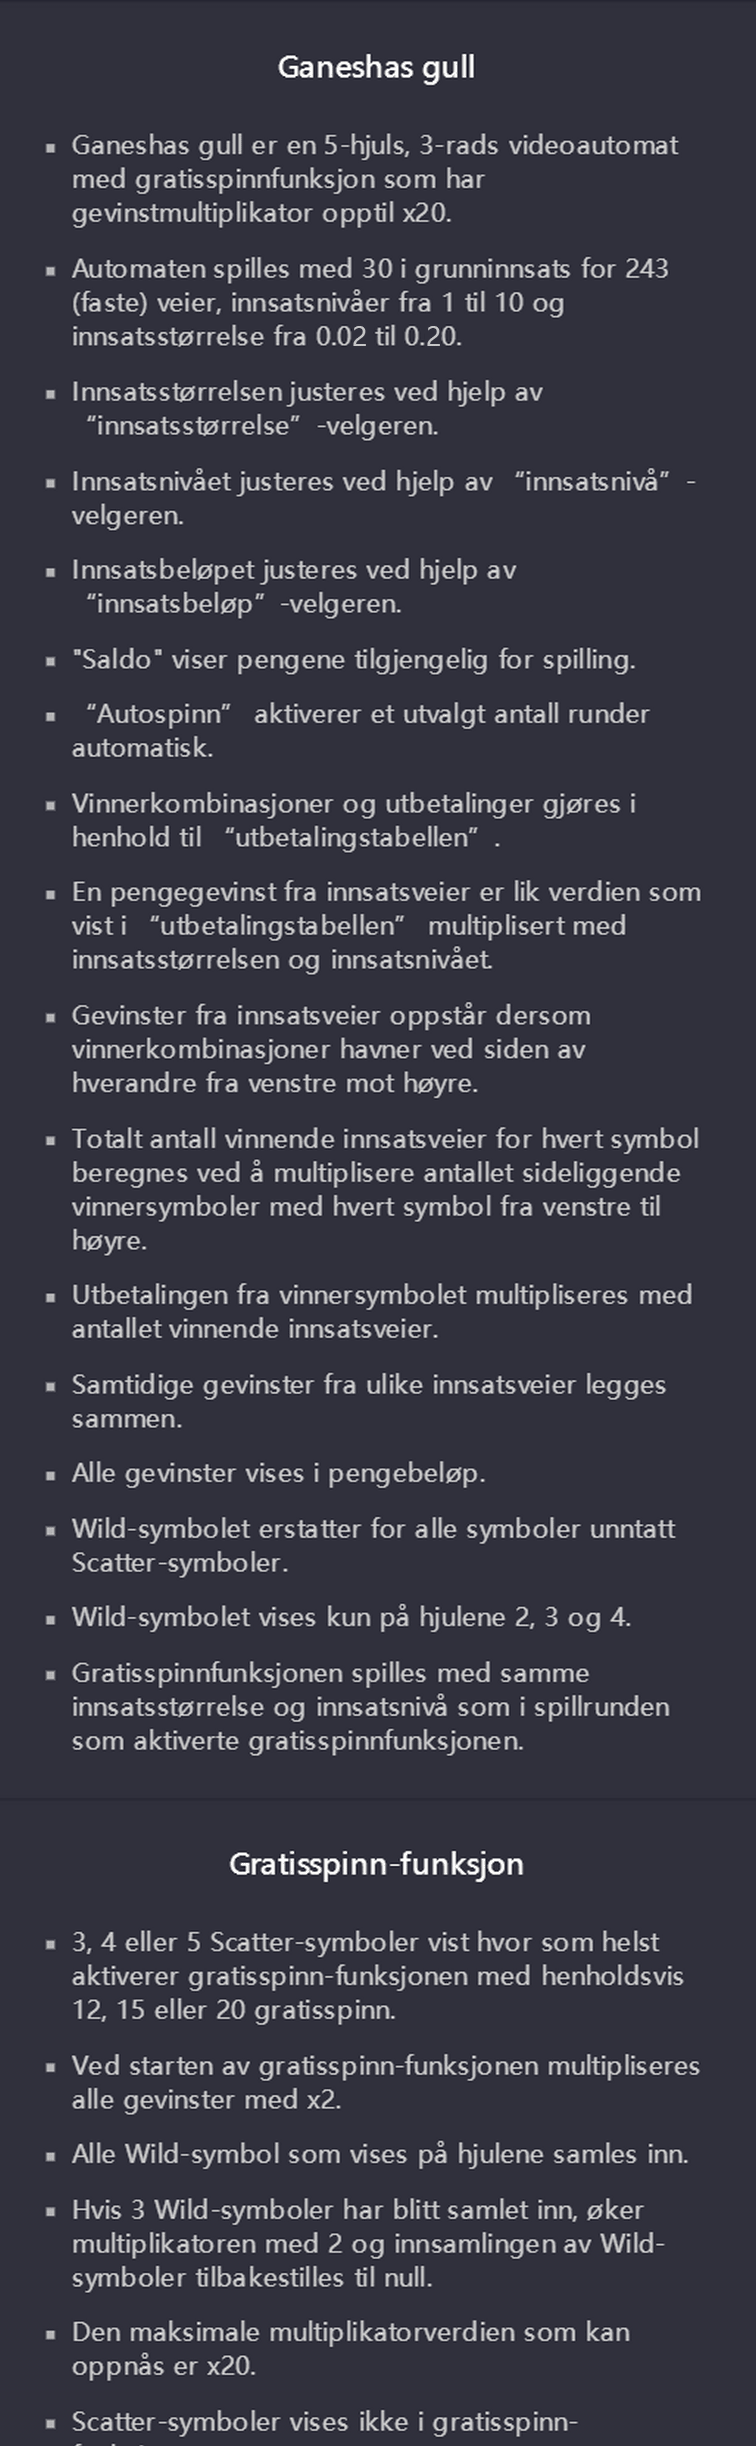 Ganeshas gull
▪ Ganeshas gull er en 5-hjuls, 3-rads videoautomat
med gratisspinnfunksjon som har
gevinstmultiplikator opptil x20.
▪ Automaten spilles med 30 i grunninnsats for 243
(faste) veier, innsatsnivåer fra 1 til 10 og
innsatsstørrelse fra 0.02 til 0.20.
▪ Innsatsstørrelsen justeres ved hjelp av
“innsatsstørrelse” -velgeren.
▪ Innsatsnivået justeres ved hjelp av “innsatsnivå” -
velgeren.
▪ Innsatsbeløpet justeres ved hjelp av
“innsatsbeløp” -velgeren.
▪ "Saldo" viser pengene tilgjengelig for spilling.
▪ “Autospinn” aktiverer et utvalgt antall runder
automatisk.
▪ Vinnerkombinasjoner og utbetalinger gjøres i
henhold til “utbetalingstabellen” .
▪ En pengegevinst fra innsatsveier er lik verdien som
vist i “utbetalingstabellen” multiplisert med
innsatsstørrelsen og innsatsnivået.
▪ Gevinster fra innsatsveier oppstår dersom
vinnerkombinasjoner havner ved siden av
hverandre fra venstre mot høyre.
▪ Totalt antall vinnende innsatsveier for hvert symbol
beregnes ved å multiplisere antallet sideliggende
vinnersymboler med hvert symbol fra venstre til
høyre.
▪ Utbetalingen fra vinnersymbolet multipliseres med
antallet vinnende innsatsveier.
▪ Samtidige gevinster fra ulike innsatsveier legges
sammen.
▪ Alle gevinster vises i pengebeløp.
▪ Wild-symbolet erstatter for alle symboler unntatt
Scatter-symboler.
▪ Wild-symbolet vises kun på hjulene 2, 3 og 4.
▪ Gratisspinnfunksjonen spilles med samme
innsatsstørrelse og innsatsnivå som i spillrunden
som aktiverte gratisspinnfunksjonen.
Gratisspinn-funksjon
▪ 3, 4 eller 5 Scatter-symboler vist hvor som helst
aktiverer gratisspinn-funksjonen med henholdsvis
12, 15 eller 20 gratisspinn.
▪ Ved starten av gratisspinn-funksjonen multipliseres
alle gevinster med x2.
▪ Alle Wild-symbol som vises på hjulene samles inn.
▪ Hvis 3 Wild-symboler har blitt samlet inn, øker
multiplikatoren med 2 og innsamlingen av Wild-
symboler tilbakestilles til null.
▪ Den maksimale multiplikatorverdien som kan
oppnås er x20.
▪ Scatter-symboler vises ikke i gratisspinn-